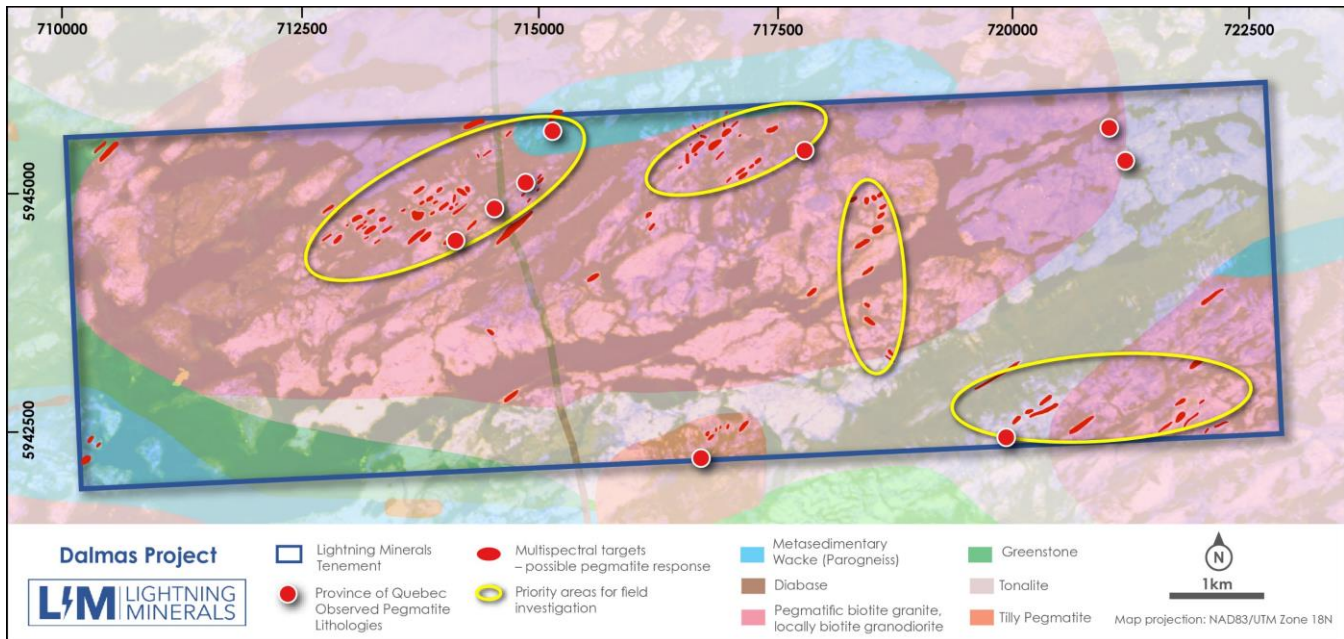 710000 712500 715000 717500 720000 722500
5945000
5942500
Dalmas Project
LM LIGHTNING
MINERALS
Lightning Minerals
Tenement
Province of Quebec
Observed Pegmatite
Lithologies
Multispectral targets
– possible pegmatite response
Priority areas for field
investigation
Metasedimentary
Wacke (Parogneiss)
Diabase
Pegmatific biotite granite,
locally biotite granodiorite
Greenstone
Tonalite
Tilly Pegmatite
N
1km
Map projection: NAD83/UTM Zone 18N